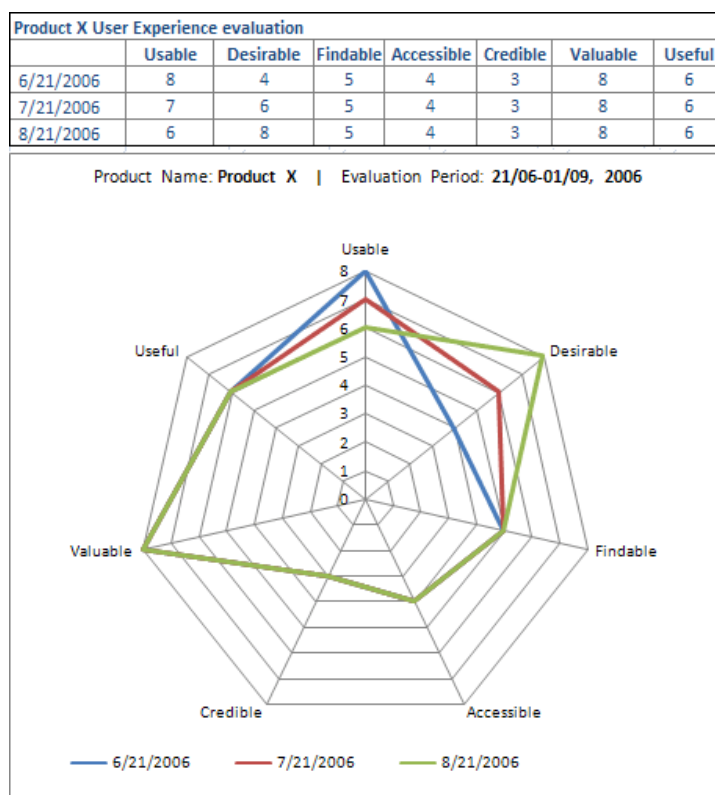 Product X User Experience evaluation
Usable Desirable Findable Accessible Credible Valuable Useful
6/21/2006 8 4 5 4 3 8 6
7/21/2006 7 6 5 4 3 8 6
8/21/2006 6 8 5 4 3 8 6
Product Name: Product X | Evaluation Period: 21/06-01/09, 2006
Usable
8
7
6
5
4
3
2
1
0
Useful
Desirable
Valuable
Findable
Credible
Accessible
6/21/2006 7/21/2006 8/21/2006